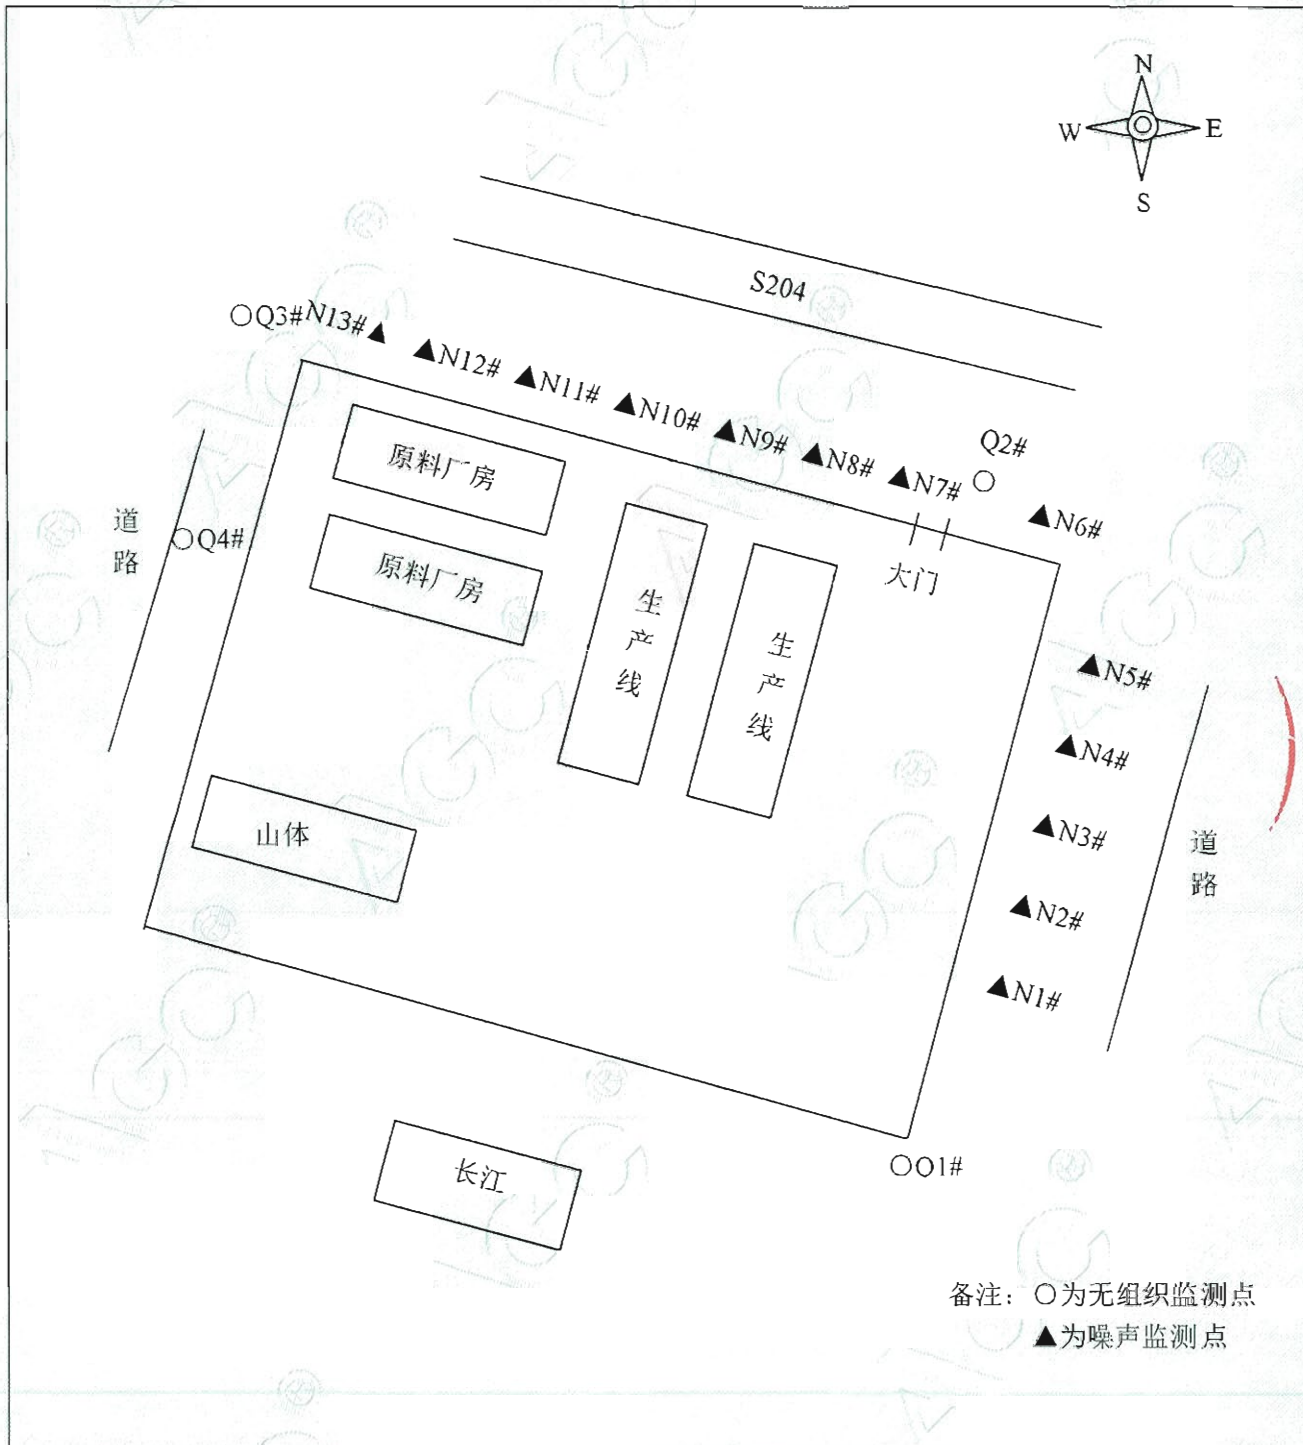 N
W
E
S
S204
Q3#
N13#
N12#
N11#
N10#
N9#
N8#
N7#
Q2#
N6#
原料厂房
原料厂房
道路
Q4#
生产线
生产线
大门
N5#
N4#
N3#
N2#
N1#
道路
山体
长江
O1#
备注：○为无组织监测点
▲为噪声监测点